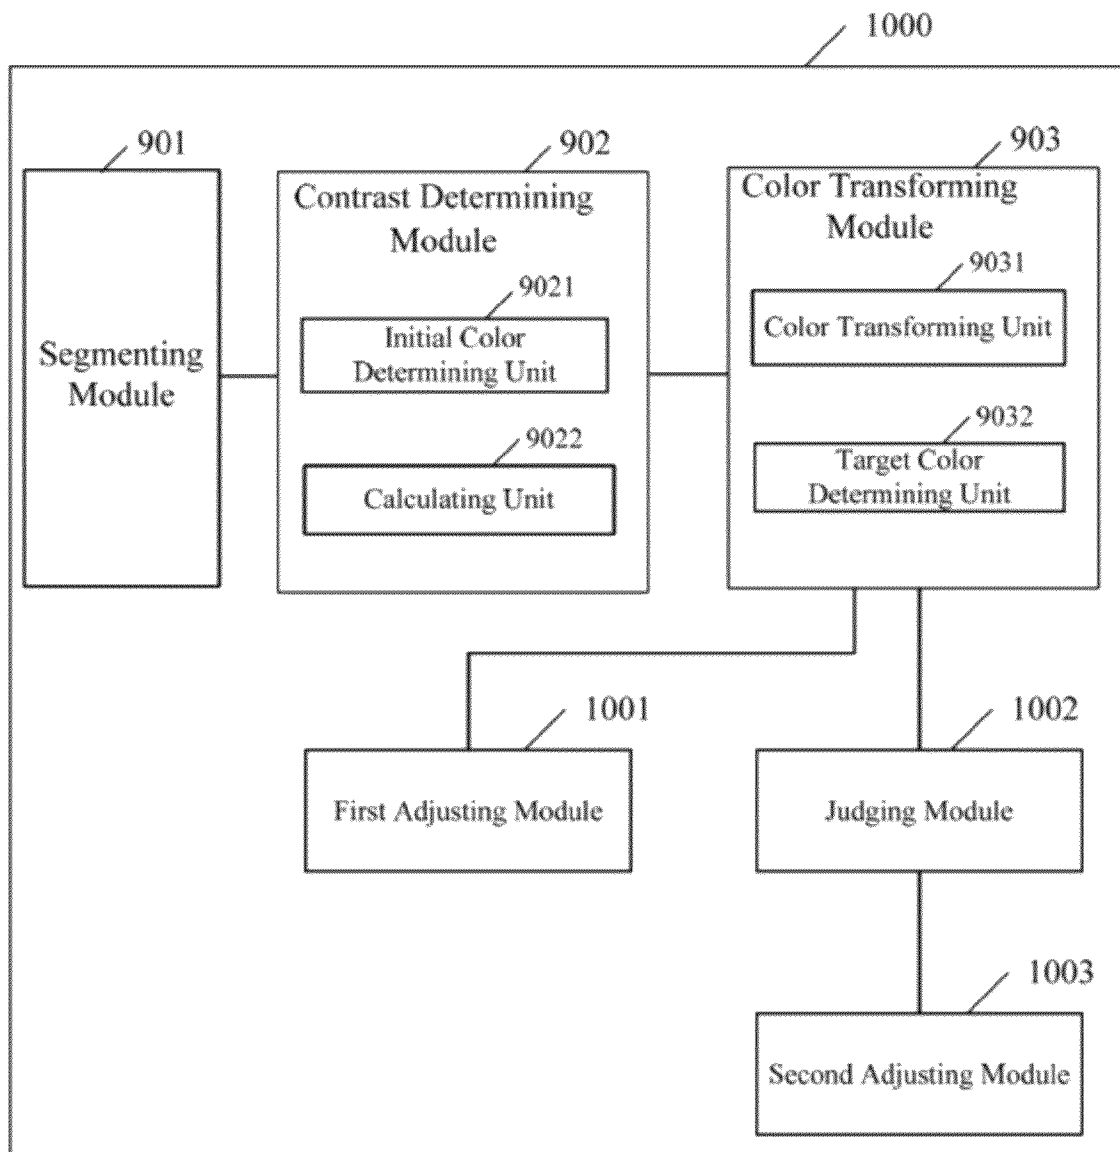 1000
901
902
903
Segmenting
Module
Contrast Determining
Module
9021
Initial Color
Determining Unit
9022
Calculating Unit
Color Transforming
Module
9031
Color Transforming Unit
9032
Target Color
Determining Unit
1001
First Adjusting Module
1002
Judging Module
1003
Second Adjusting Module